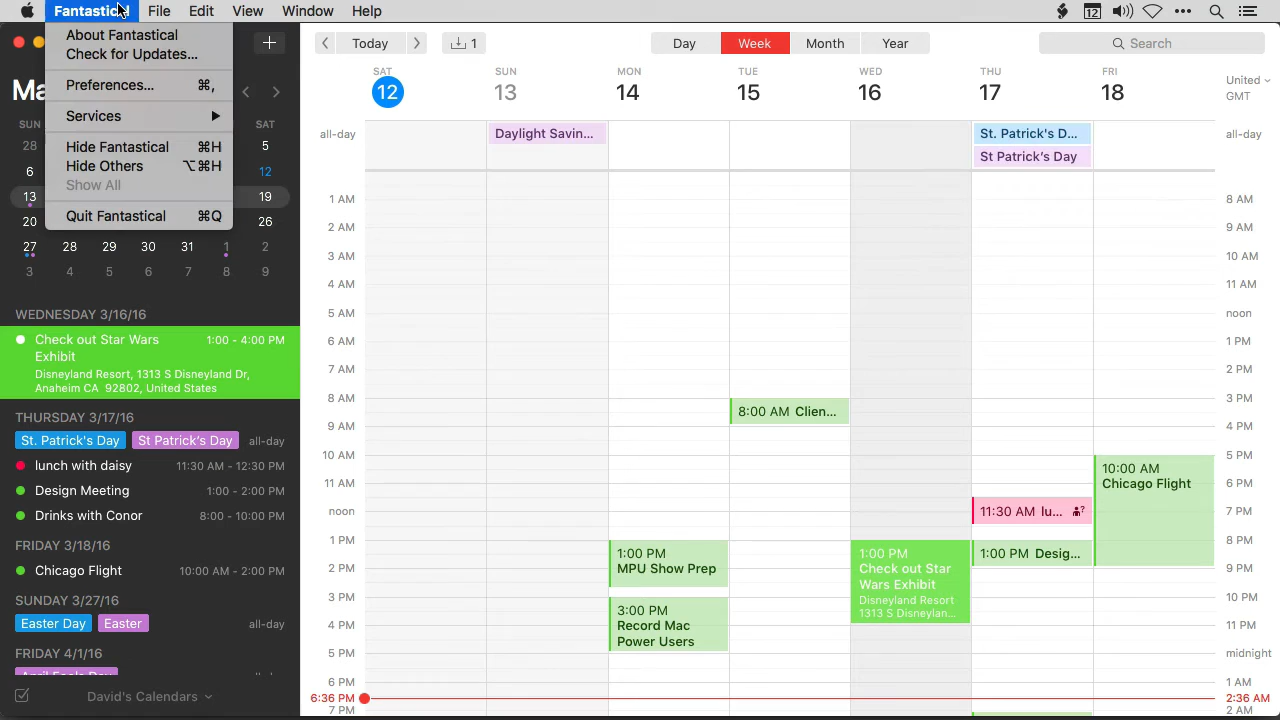 Fantastical File Edit View Window Help
12
About Fantastical
Check for Updates...
Preferences... ⌘,
Services ▶
Hide Fantastical ⌘H
Hide Others ⌥⌘H
Show All
Quit Fantastical ⌘Q
Ma
SUN SAT
28 5
6 12
13 19
20 26
27 28 29 30 31 1 2
3 4 5 6 7 8 9
WEDNESDAY 3/16/16
Check out Star Wars 1:00 - 4:00 PM
Exhibit
Disneyland Resort, 1313 S Disneyland Dr,
Anaheim CA 92802, United States
THURSDAY 3/17/16
St. Patrick's Day St Patrick's Day all-day
lunch with daisy 11:30 AM - 12:30 PM
Design Meeting 1:00 - 2:00 PM
Drinks with Conor 8:00 - 10:00 PM
FRIDAY 3/18/16
Chicago Flight 10:00 AM - 2:00 PM
SUNDAY 3/27/16
Easter Day Easter all-day
FRIDAY 4/1/16
April Fool's Day
David's Calendars
Today 1 Day Week Month Year Search
SAT SUN MON TUE WED THU FRI
12 13 14 15 16 17 18
United
GMT
all-day Daylight Savin... St. Patrick's D... all-day
St Patrick's Day
1 AM 8 AM
2 AM 9 AM
3 AM 10 AM
4 AM 11 AM
5 AM noon
6 AM 1 PM
7 AM 2 PM
8 AM 3 PM
8:00 AM Clien...
9 AM 4 PM
10 AM 5 PM
10:00 AM
Chicago Flight
11 AM 6 PM
noon 7 PM
11:30 AM lu...
1 PM 8 PM
1:00 PM
MPU Show Prep
1:00 PM
Check out Star
Wars Exhibit
Disneyland Resort
1313 S Disneylan...
1:00 PM Desig...
2 PM 9 PM
3 PM 10 PM
3:00 PM
Record Mac
Power Users
4 PM 11 PM
5 PM midnight
6 PM 1 AM
6:36 PM 2:36 AM
7 PM 2 AM